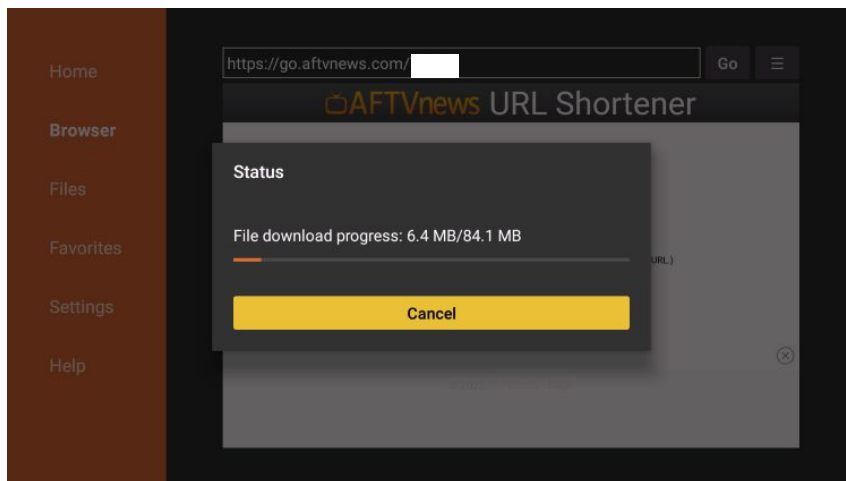 Home
Browser
Files
Favorites
Settings
Help
https://go.aftvnews.com/
Go
AFTVnews URL Shortener
Status
File download progress: 6.4 MB/84.1 MB
URL.)
Cancel